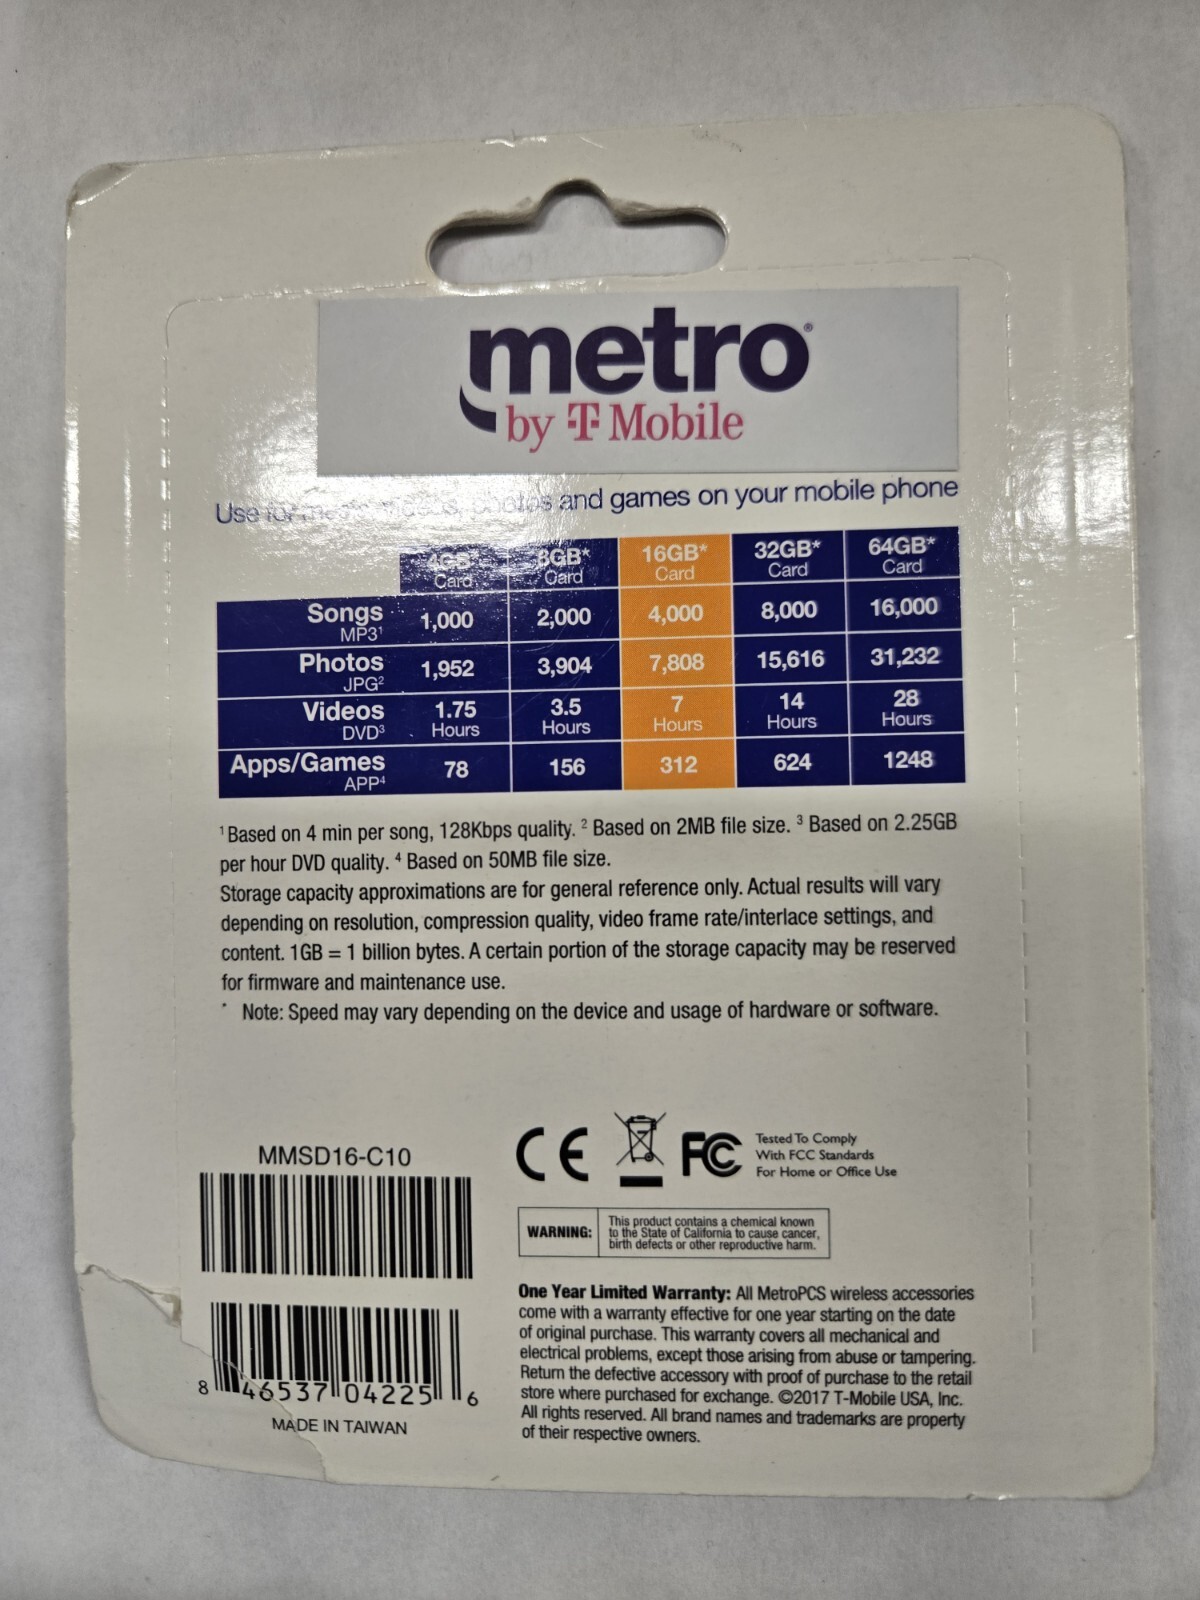 metro®
by T Mobile
Use for music, videos, photos and games on your mobile phone
4GB* 8GB* 16GB* 32GB* 64GB*
Card Card Card Card Card
Songs 1,000 2,000 4,000 8,000 16,000
MP3¹
Photos 1,952 3,904 7,808 15,616 31,232
JPG²
Videos 1.75 3.5 7 14 28
DVD³ Hours Hours Hours Hours Hours
Apps/Games 78 156 312 624 1248
APP⁴
¹ Based on 4 min per song, 128Kbps quality. ² Based on 2MB file size. ³ Based on 2.25GB
per hour DVD quality. ⁴ Based on 50MB file size.
Storage capacity approximations are for general reference only. Actual results will vary
depending on resolution, compression quality, video frame rate/interlace settings, and
content. 1GB = 1 billion bytes. A certain portion of the storage capacity may be reserved
for firmware and maintenance use.
* Note: Speed may vary depending on the device and usage of hardware or software.
MMSD16-C10
8 46537 04225 6
MADE IN TAIWAN
CE FC
Tested To Comply
With FCC Standards
For Home or Office Use
WARNING:
This product contains a chemical known
to the State of California to cause cancer,
birth defects or other reproductive harm.
One Year Limited Warranty: All MetroPCS wireless accessories
come with a warranty effective for one year starting on the date
of original purchase. This warranty covers all mechanical and
electrical problems, except those arising from abuse or tampering.
Return the defective accessory with proof of purchase to the retail
store where purchased for exchange. ©2017 T-Mobile USA, Inc.
All rights reserved. All brand names and trademarks are property
of their respective owners.